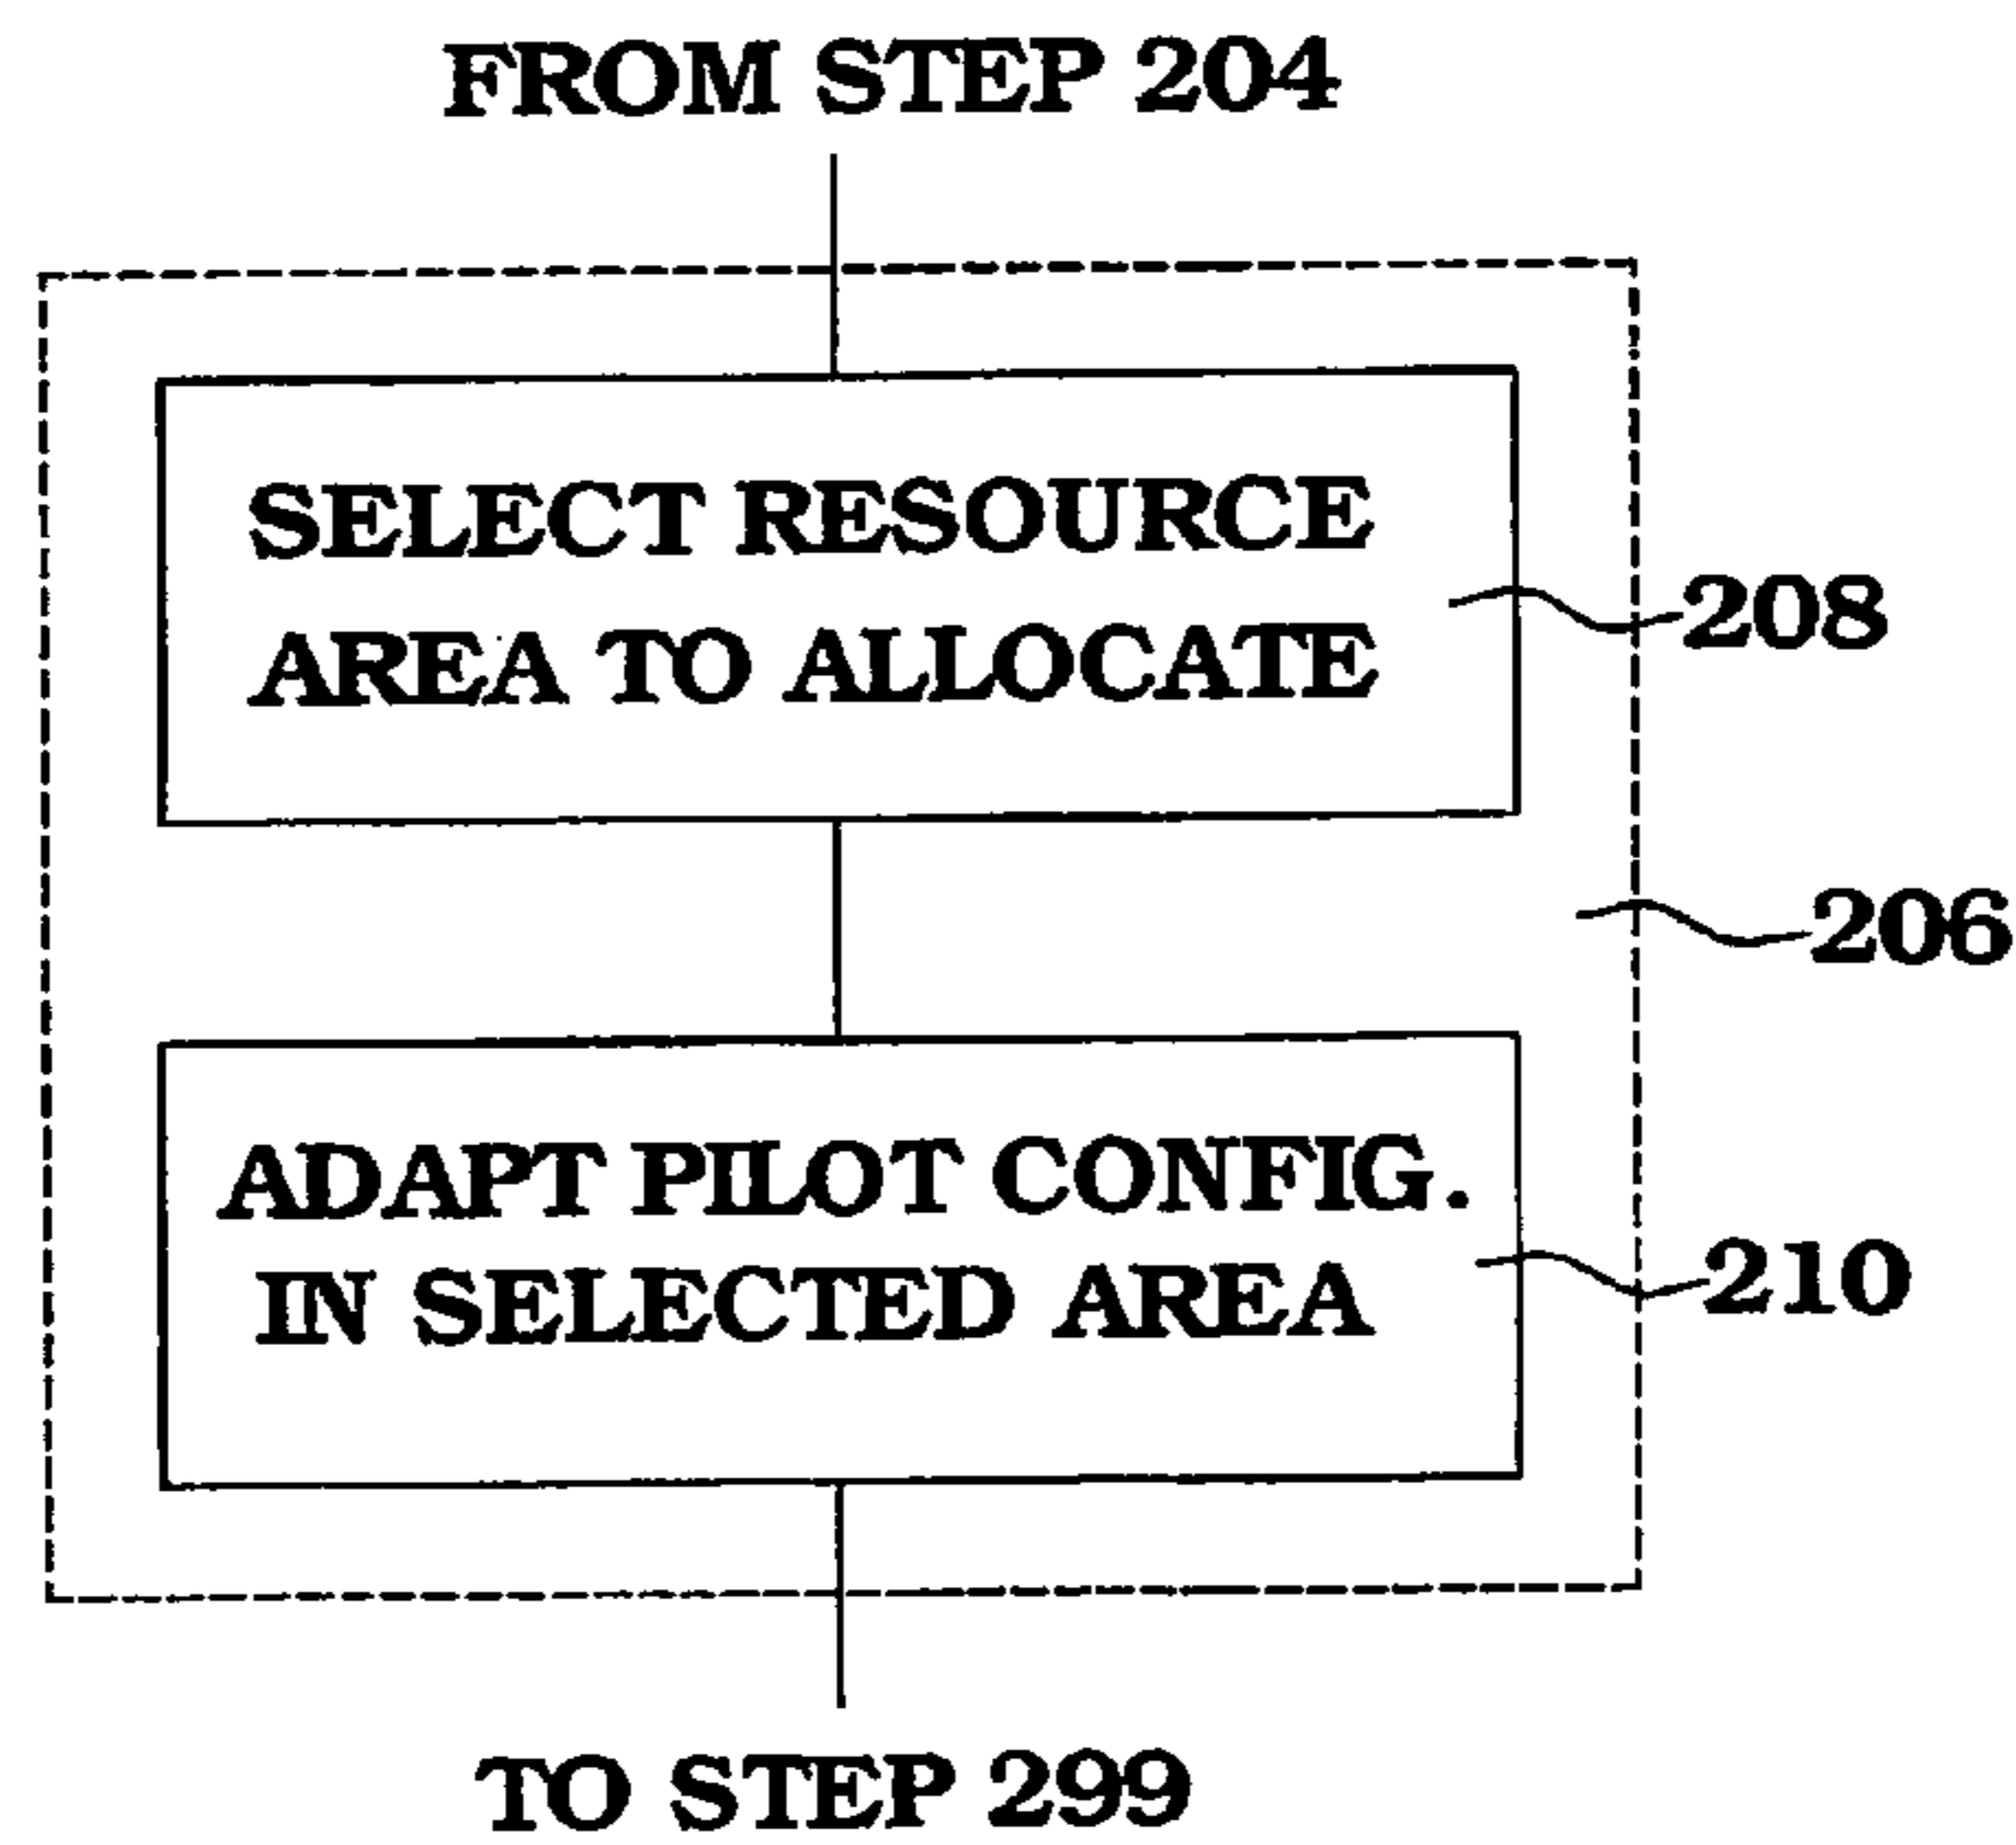 FROM STEP 204
SELECT RESOURCE
AREA TO ALLOCATE
208
206
ADAPT PILOT CONFIG.
IN SELECTED AREA
210
TO STEP 299